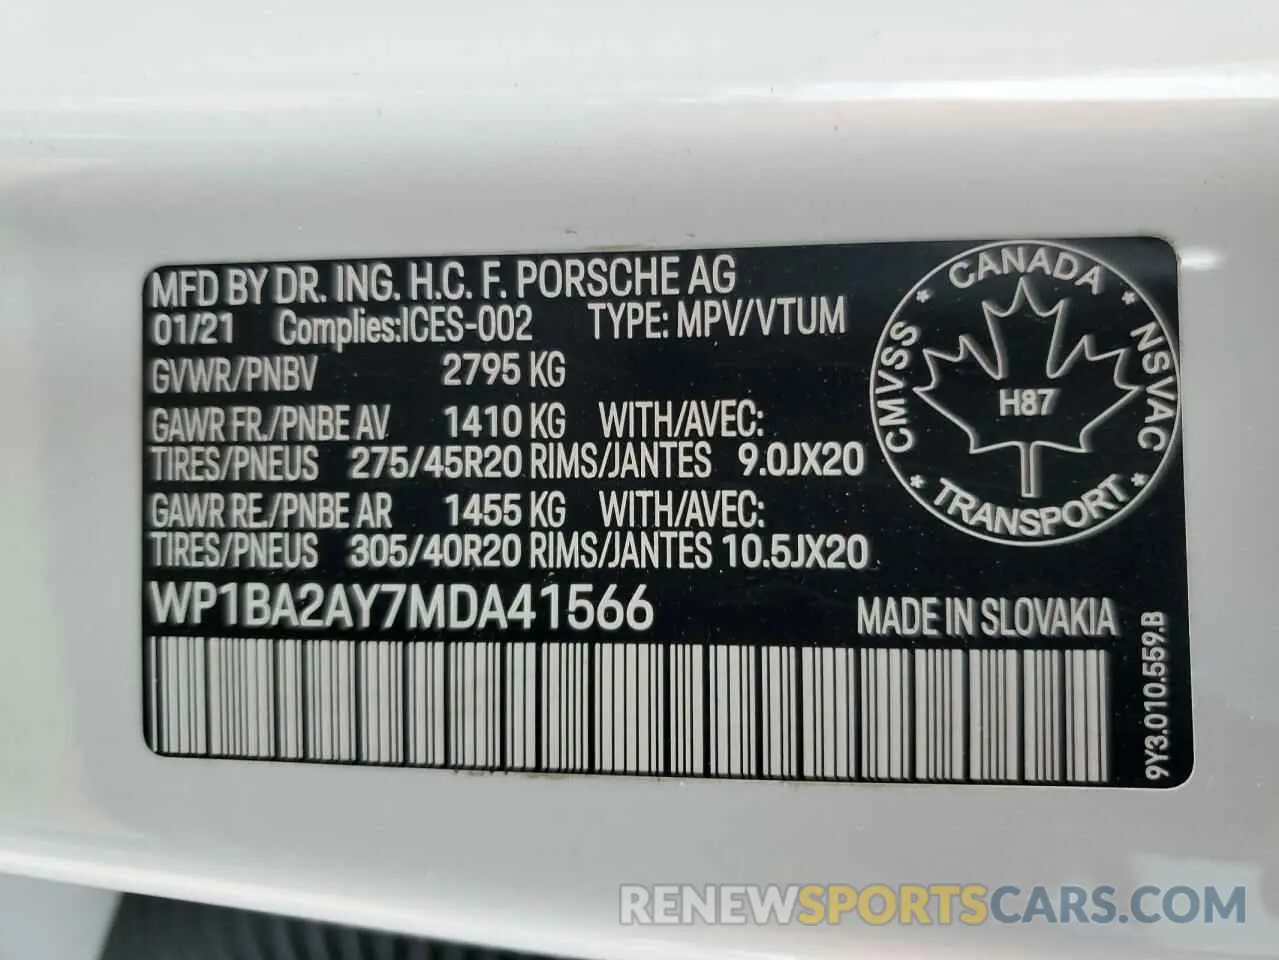 MFD BY DR. ING. H.C. F. PORSCHE AG
01/21 Complies:ICES-002 TYPE: MPV/VTUM
GVWR/PNBV 2795 KG
GAWR FR./PNBE AV 1410 KG WITH/AVEC:
TIRES/PNEUS 275/45R20 RIMS/JANTES 9.0JX20
GAWR RE./PNBE AR 1455 KG WITH/AVEC:
TIRES/PNEUS 305/40R20 RIMS/JANTES 10.5JX20
WP1BA2AY7MDA41566 MADE IN SLOVAKIA
CANADA
CMVSS
NSVAC
H87
TRANSPORT
9Y3.010.559.B
RENEWSPORTSCARS.COM